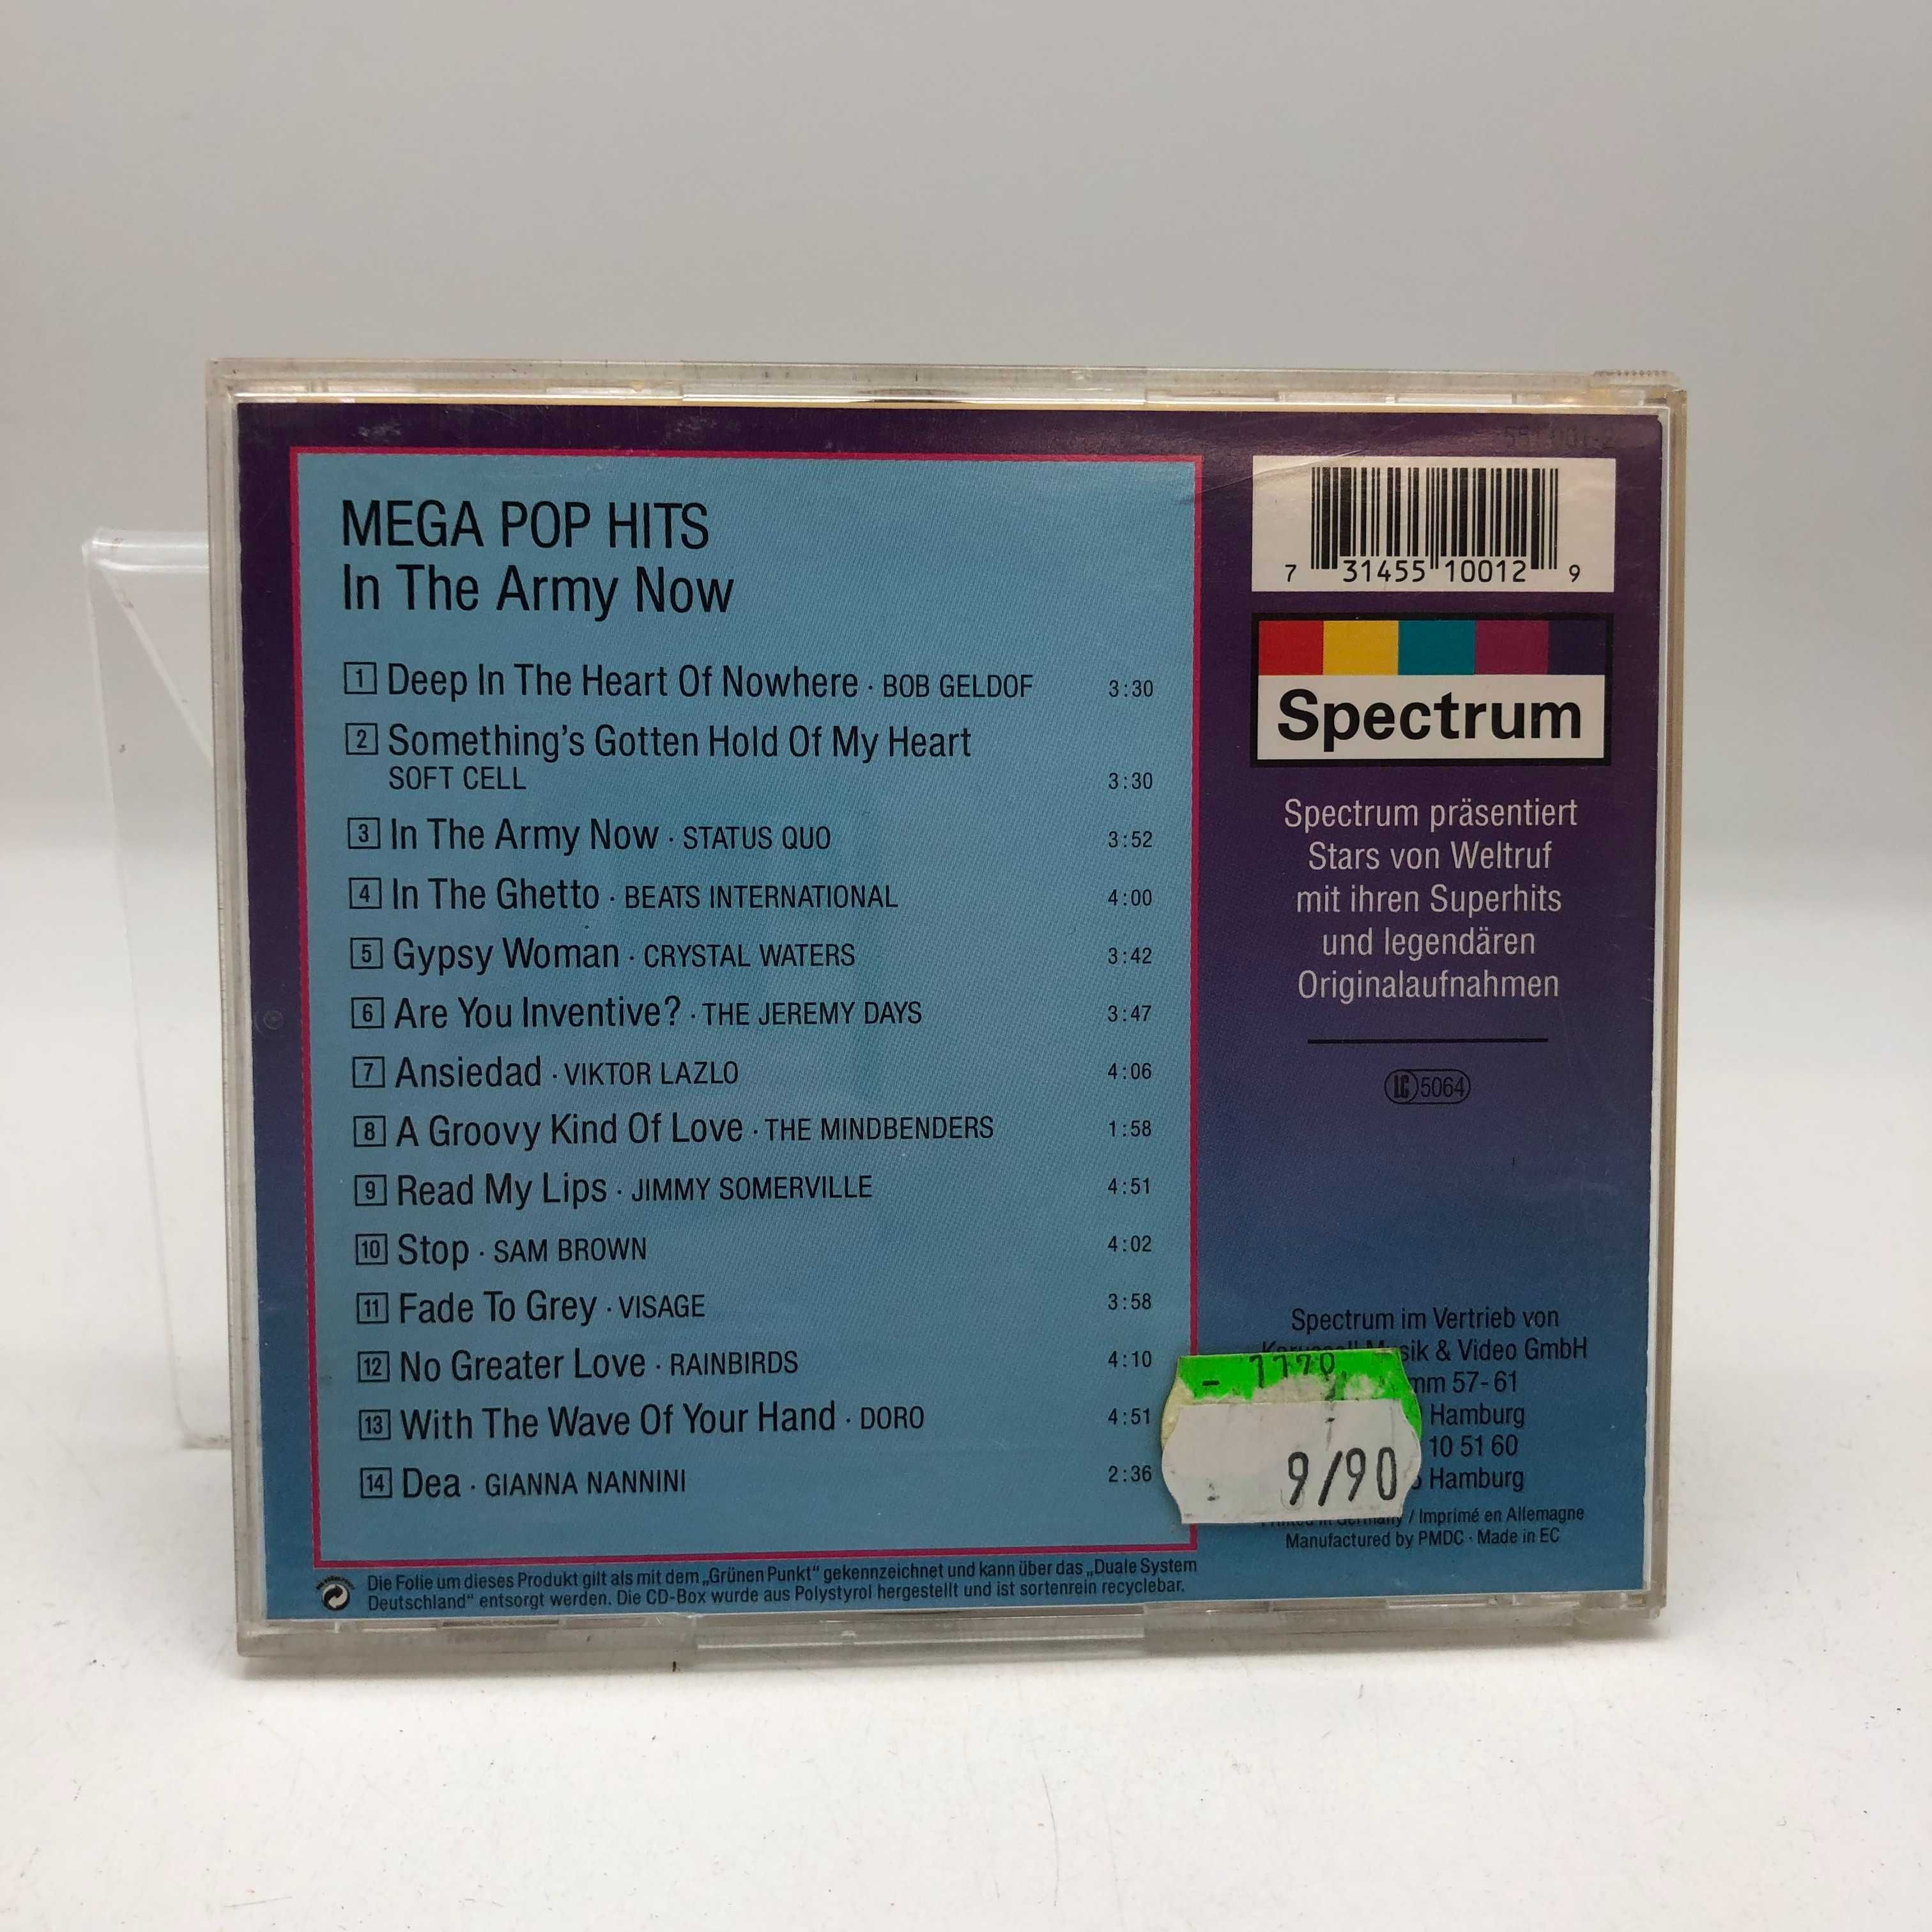 MEGA POP HITS
In The Army Now
1 Deep In The Heart Of Nowhere · BOB GELDOF 3:30
2 Something's Gotten Hold Of My Heart
SOFT CELL 3:30
3 In The Army Now · STATUS QUO 3:52
4 In The Ghetto · BEATS INTERNATIONAL 4:00
5 Gypsy Woman · CRYSTAL WATERS 3:42
6 Are You Inventive? · THE JEREMY DAYS 3:47
7 Ansiedad · VIKTOR LAZLO 4:06
8 A Groovy Kind Of Love · THE MINDBENDERS 1:58
9 Read My Lips · JIMMY SOMERVILLE 4:51
10 Stop · SAM BROWN 4:02
11 Fade To Grey · VISAGE 3:58
12 No Greater Love · RAINBIRDS 4:10
13 With The Wave Of Your Hand · DORO 4:51
14 Dea · GIANNA NANNINI 2:36
Die Folie um dieses Produkt gilt als mit dem „Grünen Punkt“ gekennzeichnet und kann über das „Duale System
Deutschland“ entsorgt werden. Die CD-Box wurde aus Polystyrol hergestellt und ist sortenrein recyclebar.
7 31455 10012 9
Spectrum
Spectrum präsentiert
Stars von Weltruf
mit ihren Superhits
und legendären
Originalaufnahmen
LC 5064
Spectrum im Vertrieb von
& Video GmbH
57-61
Hamburg
10 51 60
Hamburg
9/90
/ Imprimé en Allemagne
Manufactured by PMDC · Made in EC